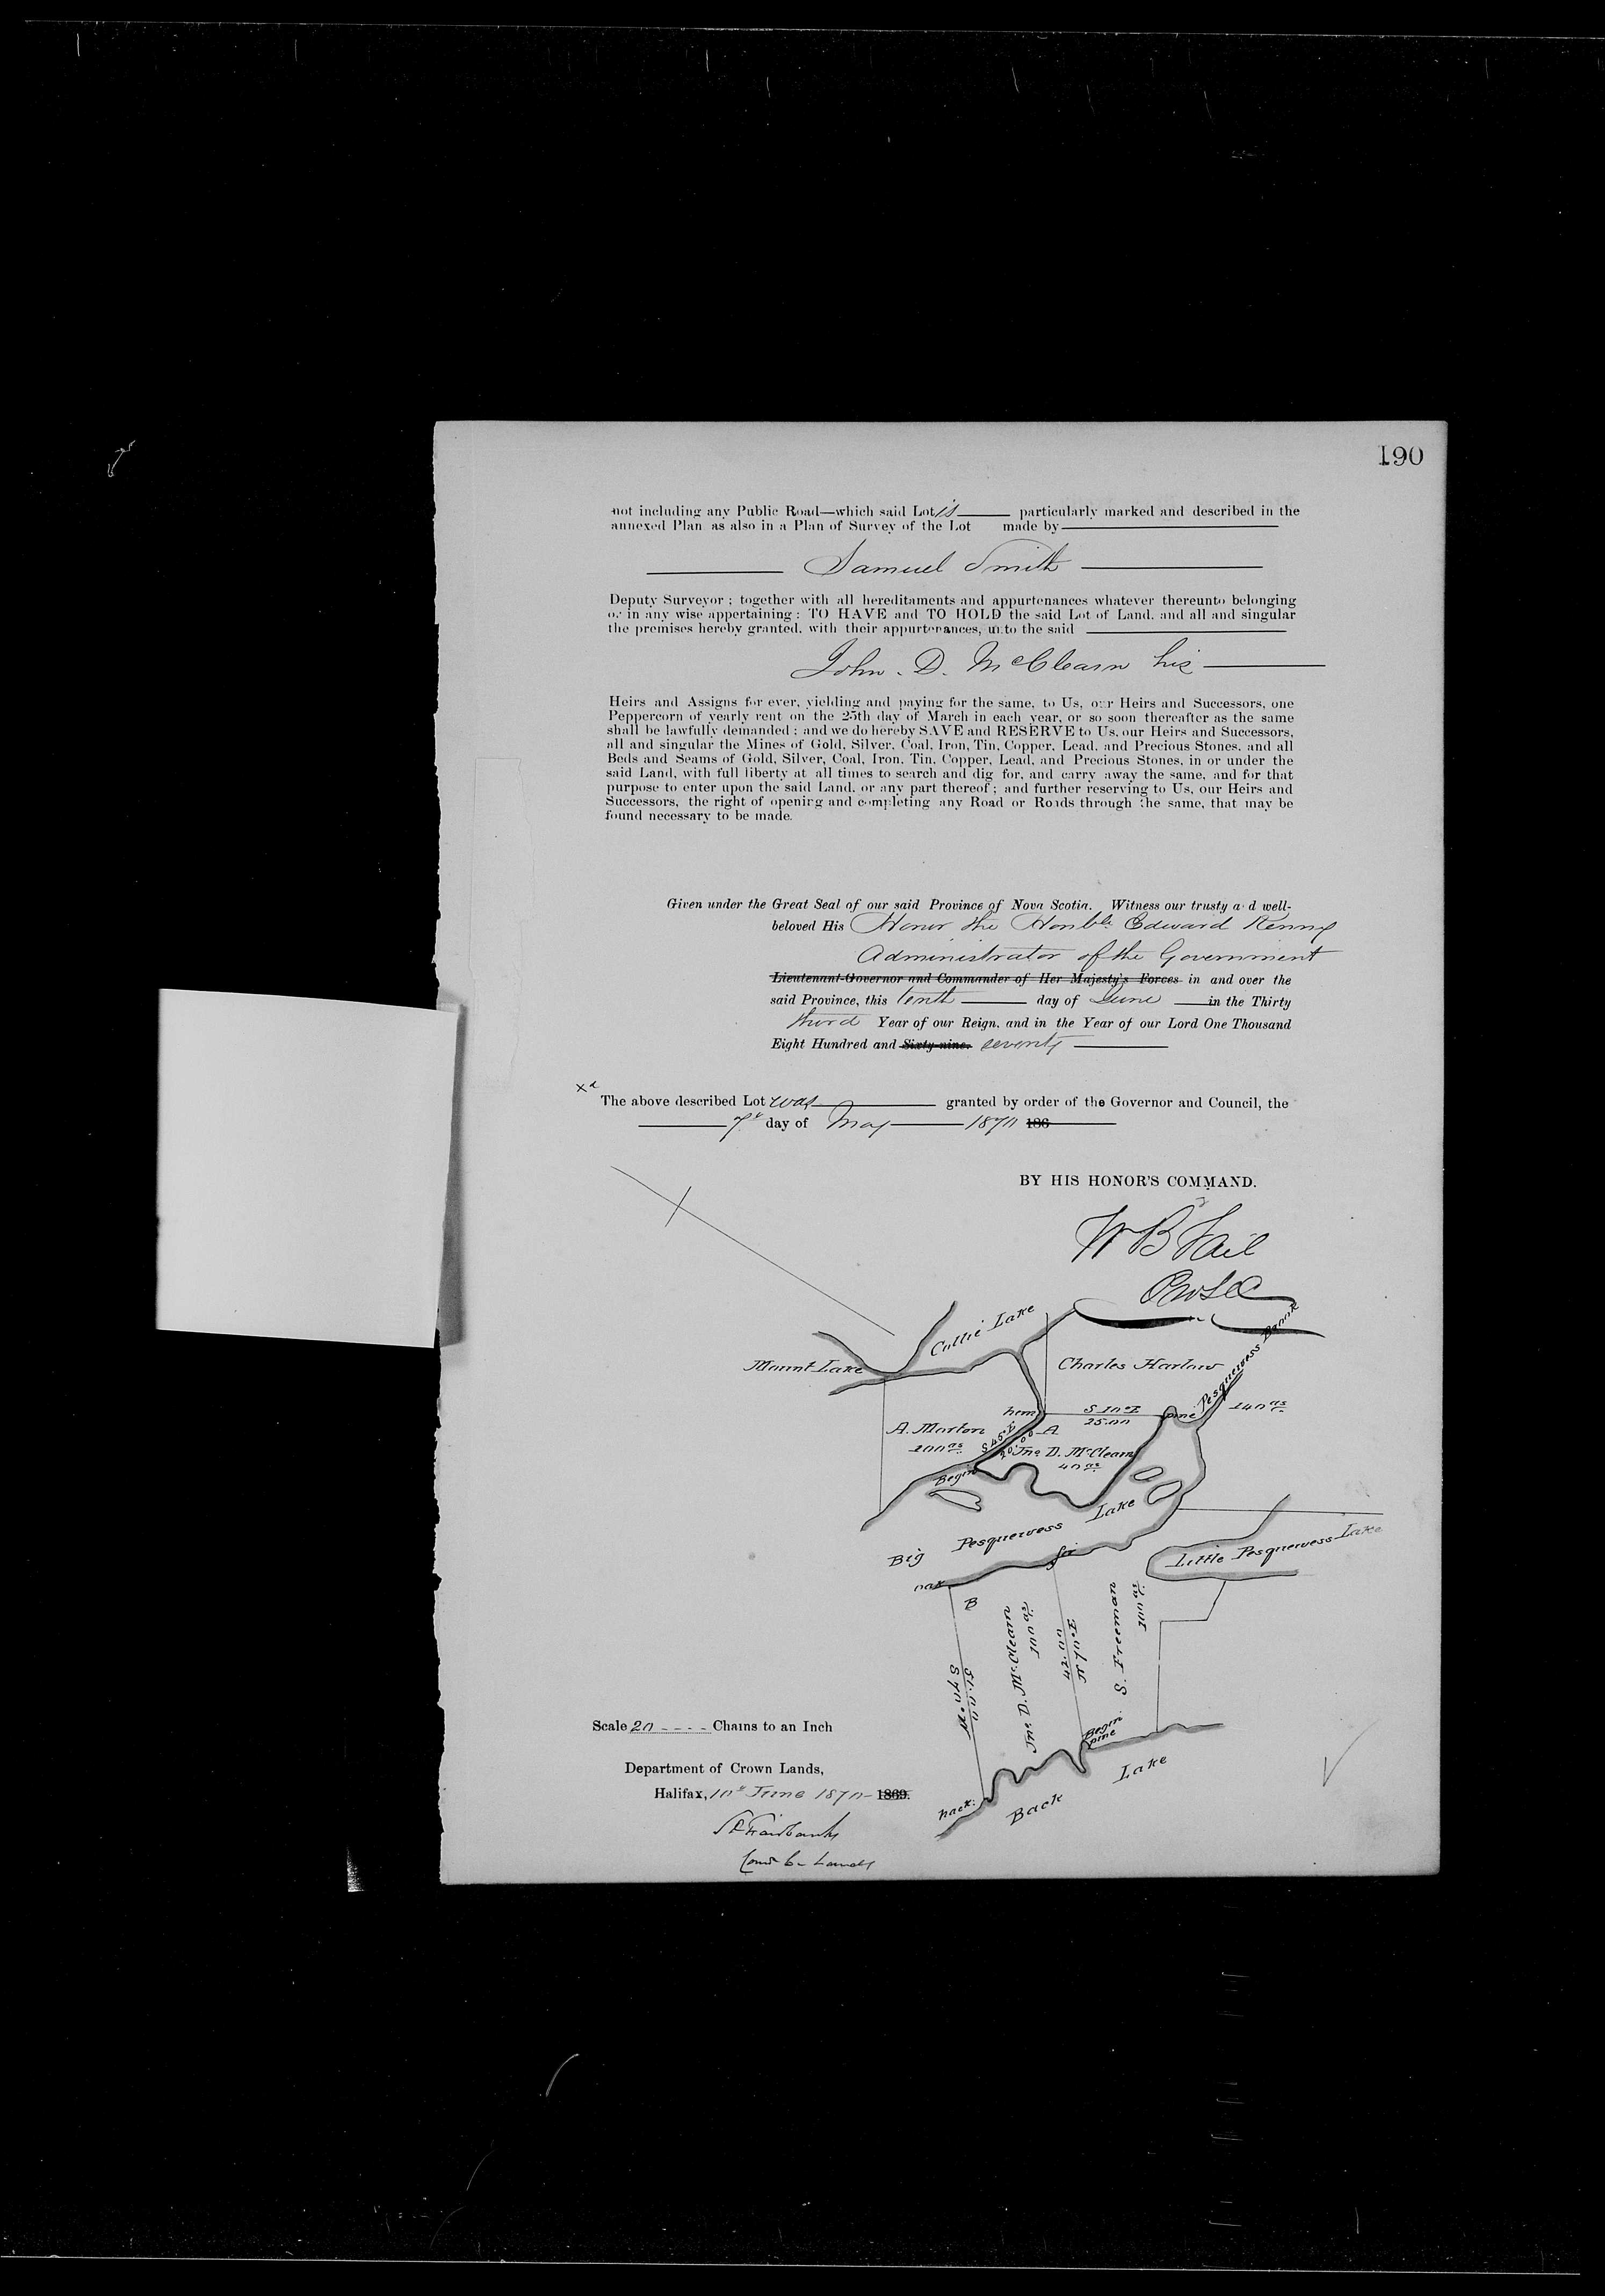 190
not including any Public Road—which said Lot is particularly marked and described in the
annexed Plan as also in a Plan of Survey of the Lot made by
Samuel Smith
Deputy Surveyor ; together with all hereditaments and appurtenances whatever thereunto belonging
or in any wise appertaining : TO HAVE and TO HOLD the said Lot of Land, and all and singular
the premises hereby granted, with their appurtenances, unto the said
John. D. McClearn his
Heirs and Assigns for ever, yielding and paying for the same, to Us, our Heirs and Successors, one
Peppercorn of yearly rent on the 25th day of March in each year, or so soon thereafter as the same
shall be lawfully demanded ; and we do hereby SAVE and RESERVE to Us, our Heirs and Successors,
all and singular the Mines of Gold, Silver, Coal, Iron, Tin, Copper, Lead, and Precious Stones, and all
Beds and Seams of Gold, Silver, Coal, Iron, Tin, Copper, Lead, and Precious Stones, in or under the
said Land, with full liberty at all times to search and dig for, and carry away the same, and for that
purpose to enter upon the said Land, or any part thereof ; and further reserving to Us, our Heirs and
Successors, the right of opening and completing any Road or Roads through the same, that may be
found necessary to be made.
Given under the Great Seal of our said Province of Nova Scotia. Witness our trusty and well-
beloved His Honor the Honble Edward Kenny
Administrator of the Government
Lieutenant-Governor and Commander of Her Majesty's Forces in and over the
said Province, this tenth day of June in the Thirty
third Year of our Reign, and in the Year of our Lord One Thousand
Eight Hundred and Sixty-nine. seventy
The above described Lot was granted by order of the Governor and Council, the
7th day of May 1870 186
BY HIS HONOR'S COMMAND.
W B Vail
Mount Lake
Charles Harlow
hem
S 10° E
25.00
pine
140 as
A. Morton
200 as
S 45° E
A
Jno. D. McClearn
40 as
Begin
Big Pesquewess Lake
Little Pesquewess Lake
fir
oak
B
Jno. D. McClearn
100 as
42.00
N 70° E
S. Freeman
100 as
51.00
S 70° W
Begin
pine
hack.
Back Lake
Scale 20 Chains to an Inch
Department of Crown Lands,
Halifax, 10th June 1870 1869.
S P Fairbanks
Comr C. Lands